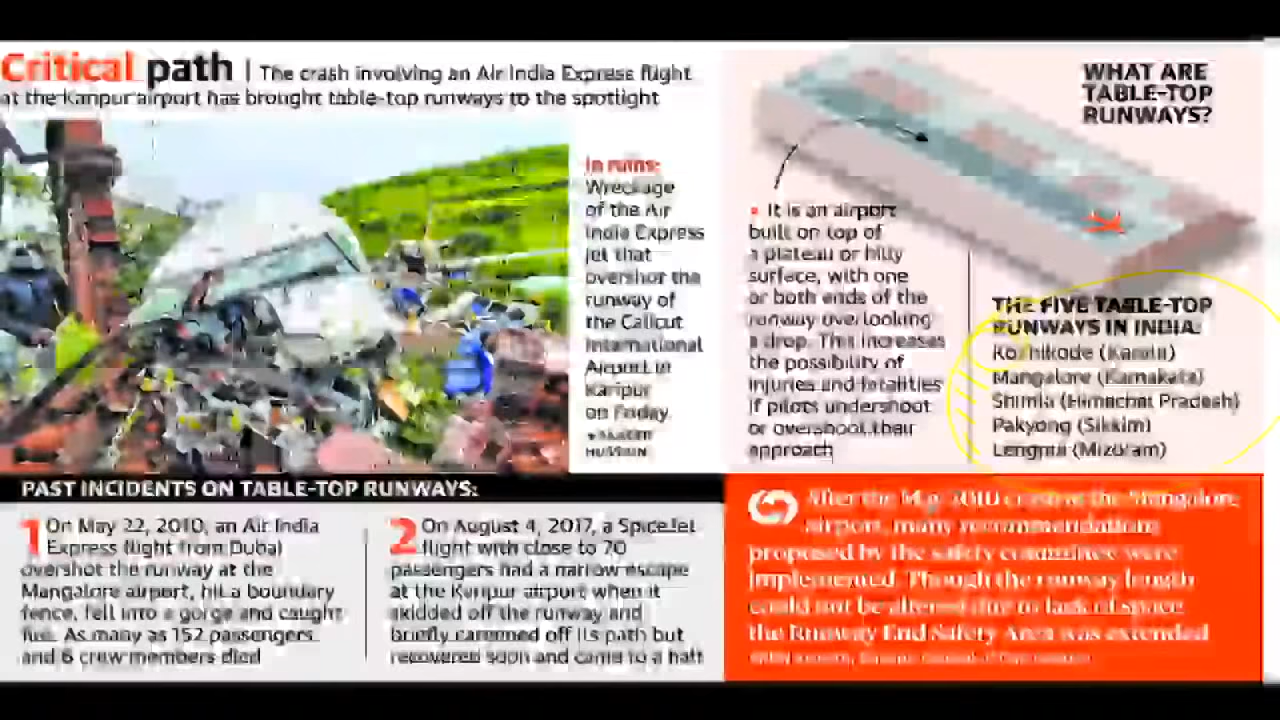 Critical path | The crash involving an Air India Express flight
at the Karipur airport has brought table-top runways to the spotlight
In ruins:
Wreckage
of the Air
India Express
jet that
overshot the
runway of
the Calicut
International
Airport in
Karipur
on Friday.
HUSSAIN
WHAT ARE
TABLE-TOP
RUNWAYS?
• It is an airport
built on top of
a plateau or hilly
surface, with one
or both ends of the
runway overlooking
a drop. This increases
the possibility of
injuries and fatalities
if pilots undershoot
or overshoot their
approach
THE FIVE TABLE-TOP
RUNWAYS IN INDIA:
Kozhikode (Kerala)
Mangalore (Karnataka)
Shimla (Himachal Pradesh)
Pakyong (Sikkim)
Lengpui (Mizoram)
PAST INCIDENTS ON TABLE-TOP RUNWAYS:
1 On May 22, 2010, an Air India
Express flight from Dubai
overshot the runway at the
Mangalore airport, hit a boundary
fence, fell into a gorge and caught
fire. As many as 152 passengers
and 6 crew members died
2 On August 4, 2017, a SpiceJet
flight with close to 70
passengers had a narrow escape
at the Karipur airport when it
skidded off the runway and
briefly careened off its path but
recovered soon and came to a halt
After the May 2010 crash at the Mangalore
airport, many recommendations
proposed by the safety committee were
implemented. Though the runway length
could not be altered due to lack of space,
the Runway End Safety Area was extended